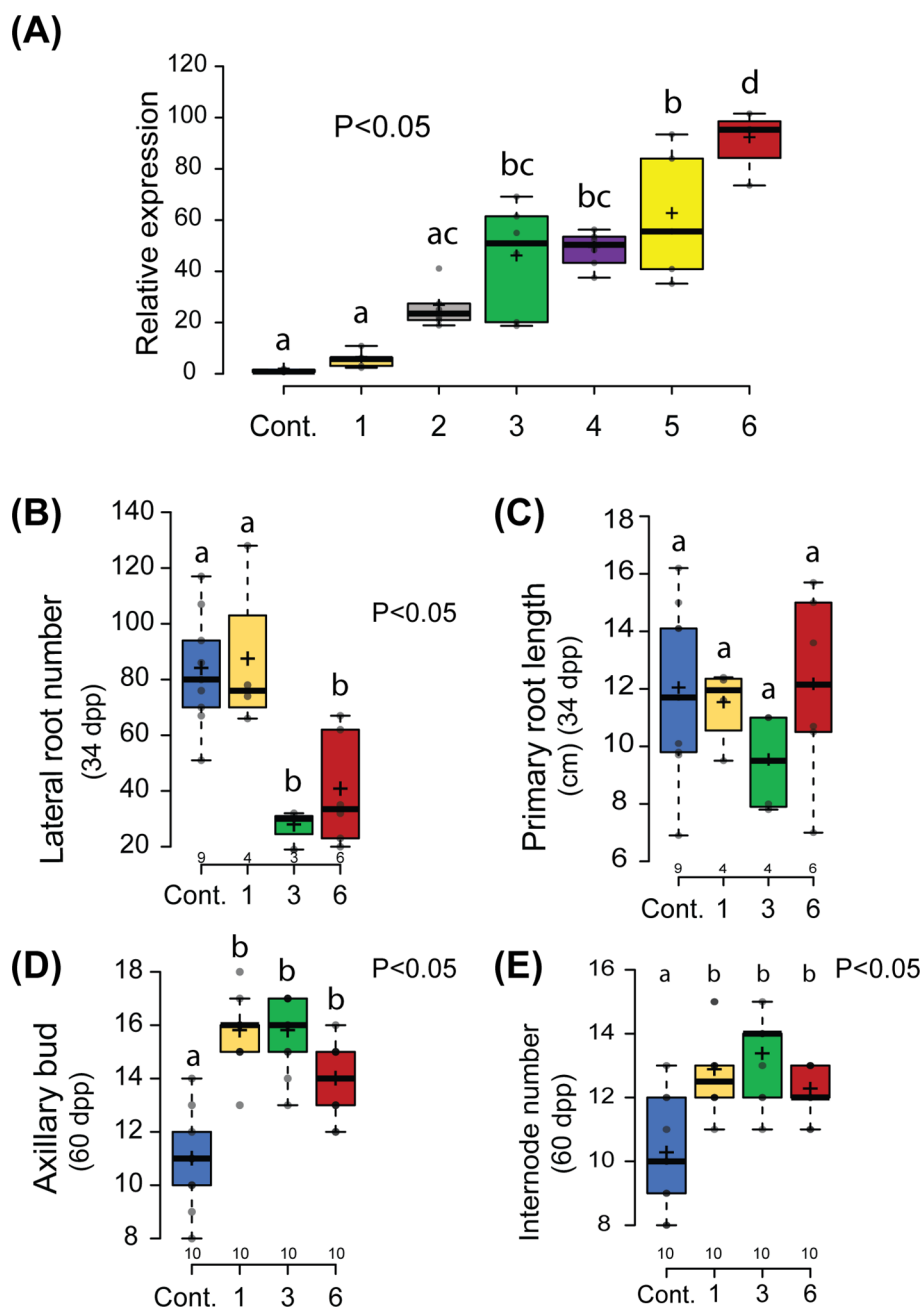 (A)
Relative expression
120
100
80
60
40
20
0
P<0.05
a
a
ac
bc
bc
b
d
Cont. 1 2 3 4 5 6
(B)
Lateral root number
(34 dpp)
140
120
100
80
60
40
20
a
a
b
b
P<0.05
9 4 3 6
Cont. 1 3 6
(C)
Primary root length
(cm) (34 dpp)
18
16
14
12
10
8
6
a
a
a
a
9 4 4 6
Cont. 1 3 6
(D)
Axillary bud
(60 dpp)
18
16
14
12
10
8
a
b
b
b
P<0.05
10 10 10 10
Cont. 1 3 6
(E)
Internode number
(60 dpp)
16
14
12
10
8
a
b
b
b
P<0.05
10 10 10 10
Cont. 1 3 6